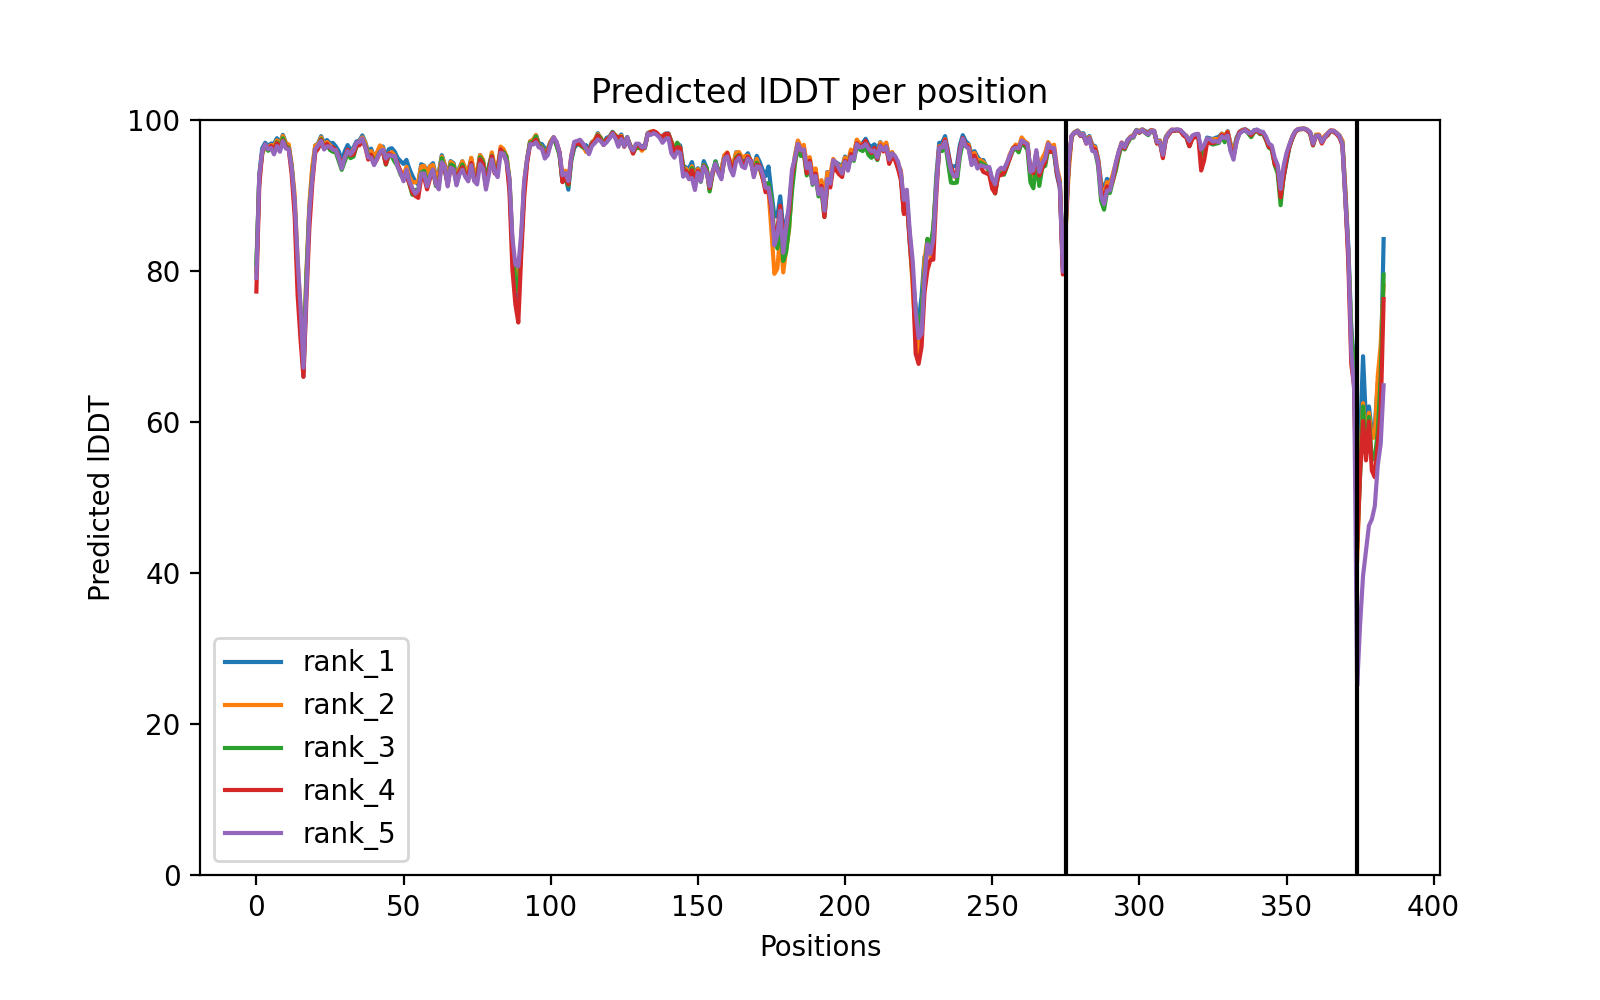 Predicted lDDT per position
100
80
60
40
20
0
Predicted lDDT
rank_1
rank_2
rank_3
rank_4
rank_5
0 50 100 150 200 250 300 350 400
Positions